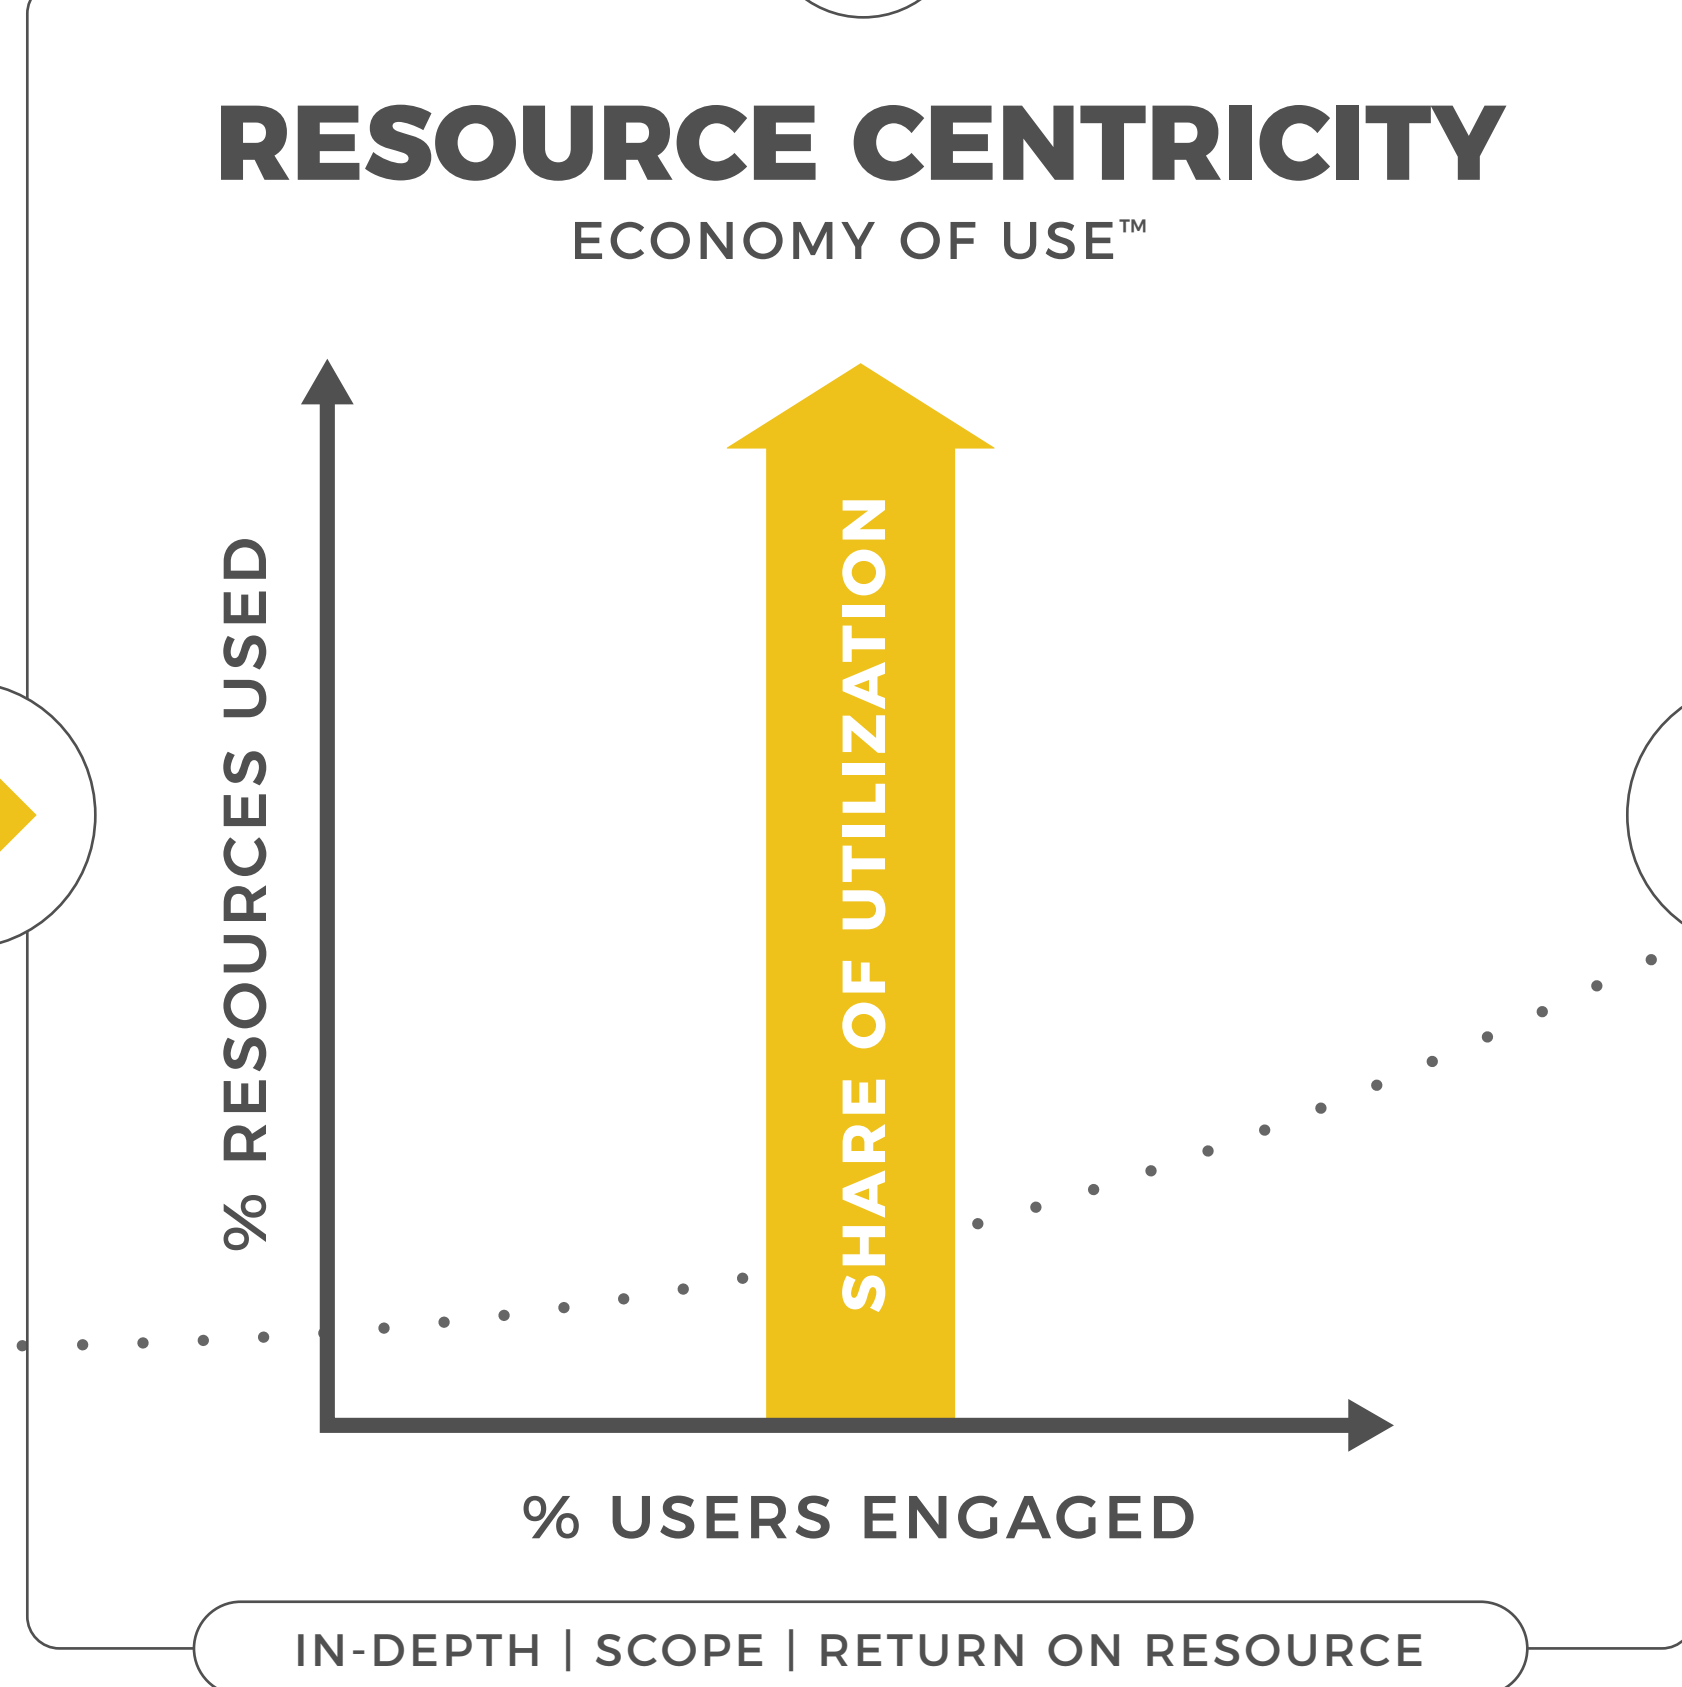 RESOURCE CENTRICITY
ECONOMY OF USE™
% RESOURCES USED
SHARE OF UTILIZATION
% USERS ENGAGED
IN-DEPTH | SCOPE | RETURN ON RESOURCE